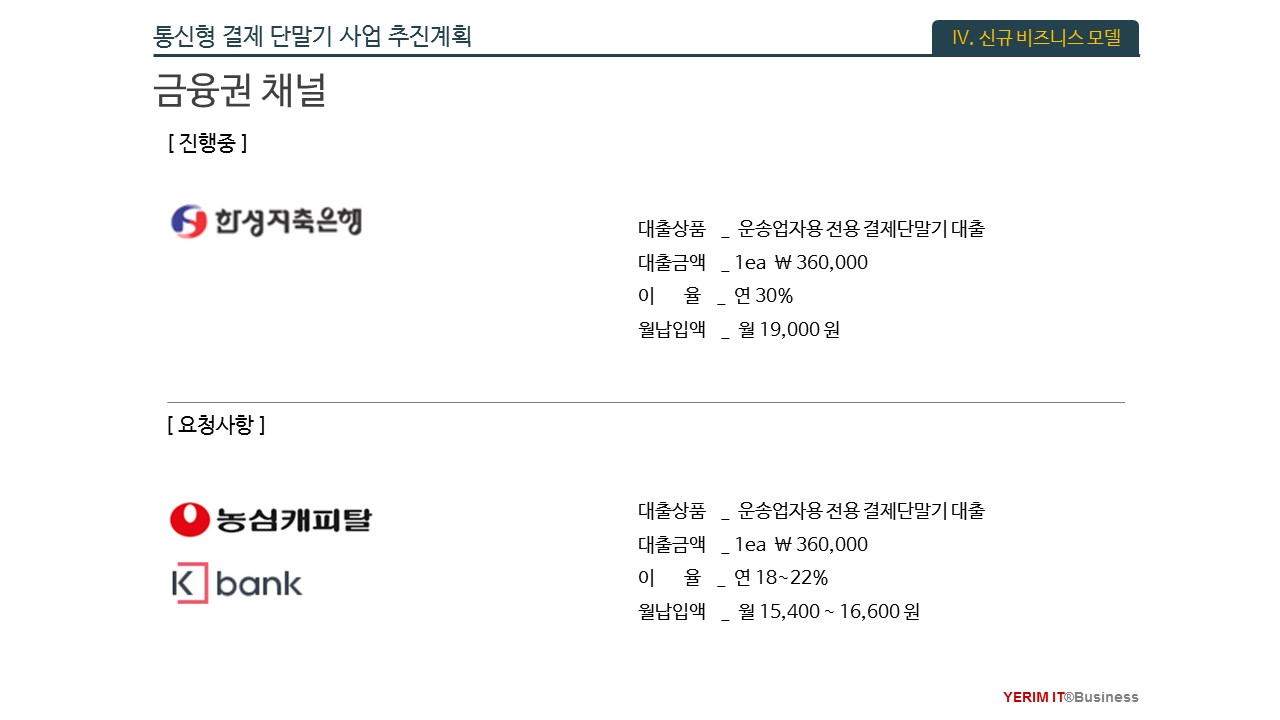 통신형 결제 단말기 사업 추진계획
Ⅳ. 신규 비즈니스 모델
금융권 채널
[ 진행중 ]
한성저축은행
대출상품 _ 운송업자용 전용 결제단말기 대출
대출금액 _ 1ea ₩ 360,000
이 율 _ 연 30%
월납입액 _ 월 19,000 원
[ 요청사항 ]
농심캐피탈
K bank
대출상품 _ 운송업자용 전용 결제단말기 대출
대출금액 _ 1ea ₩ 360,000
이 율 _ 연 18~22%
월납입액 _ 월 15,400 ~ 16,600 원
YERIM IT®Business